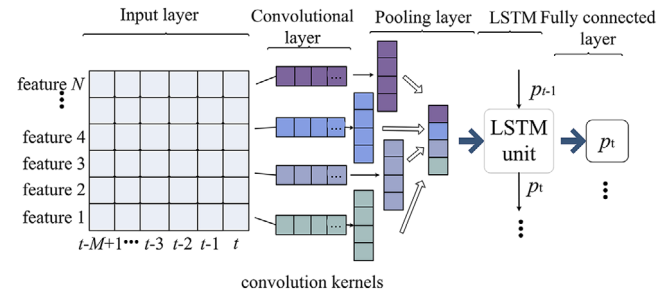 Input layer
Convolutional
layer
Pooling layer
LSTM
Fully connected
layer
feature N
feature 4
feature 3
feature 2
feature 1
t-M+1••• t-3 t-2 t-1 t
...
...
...
...
convolution kernels
pt-1
LSTM
unit
pt
pt